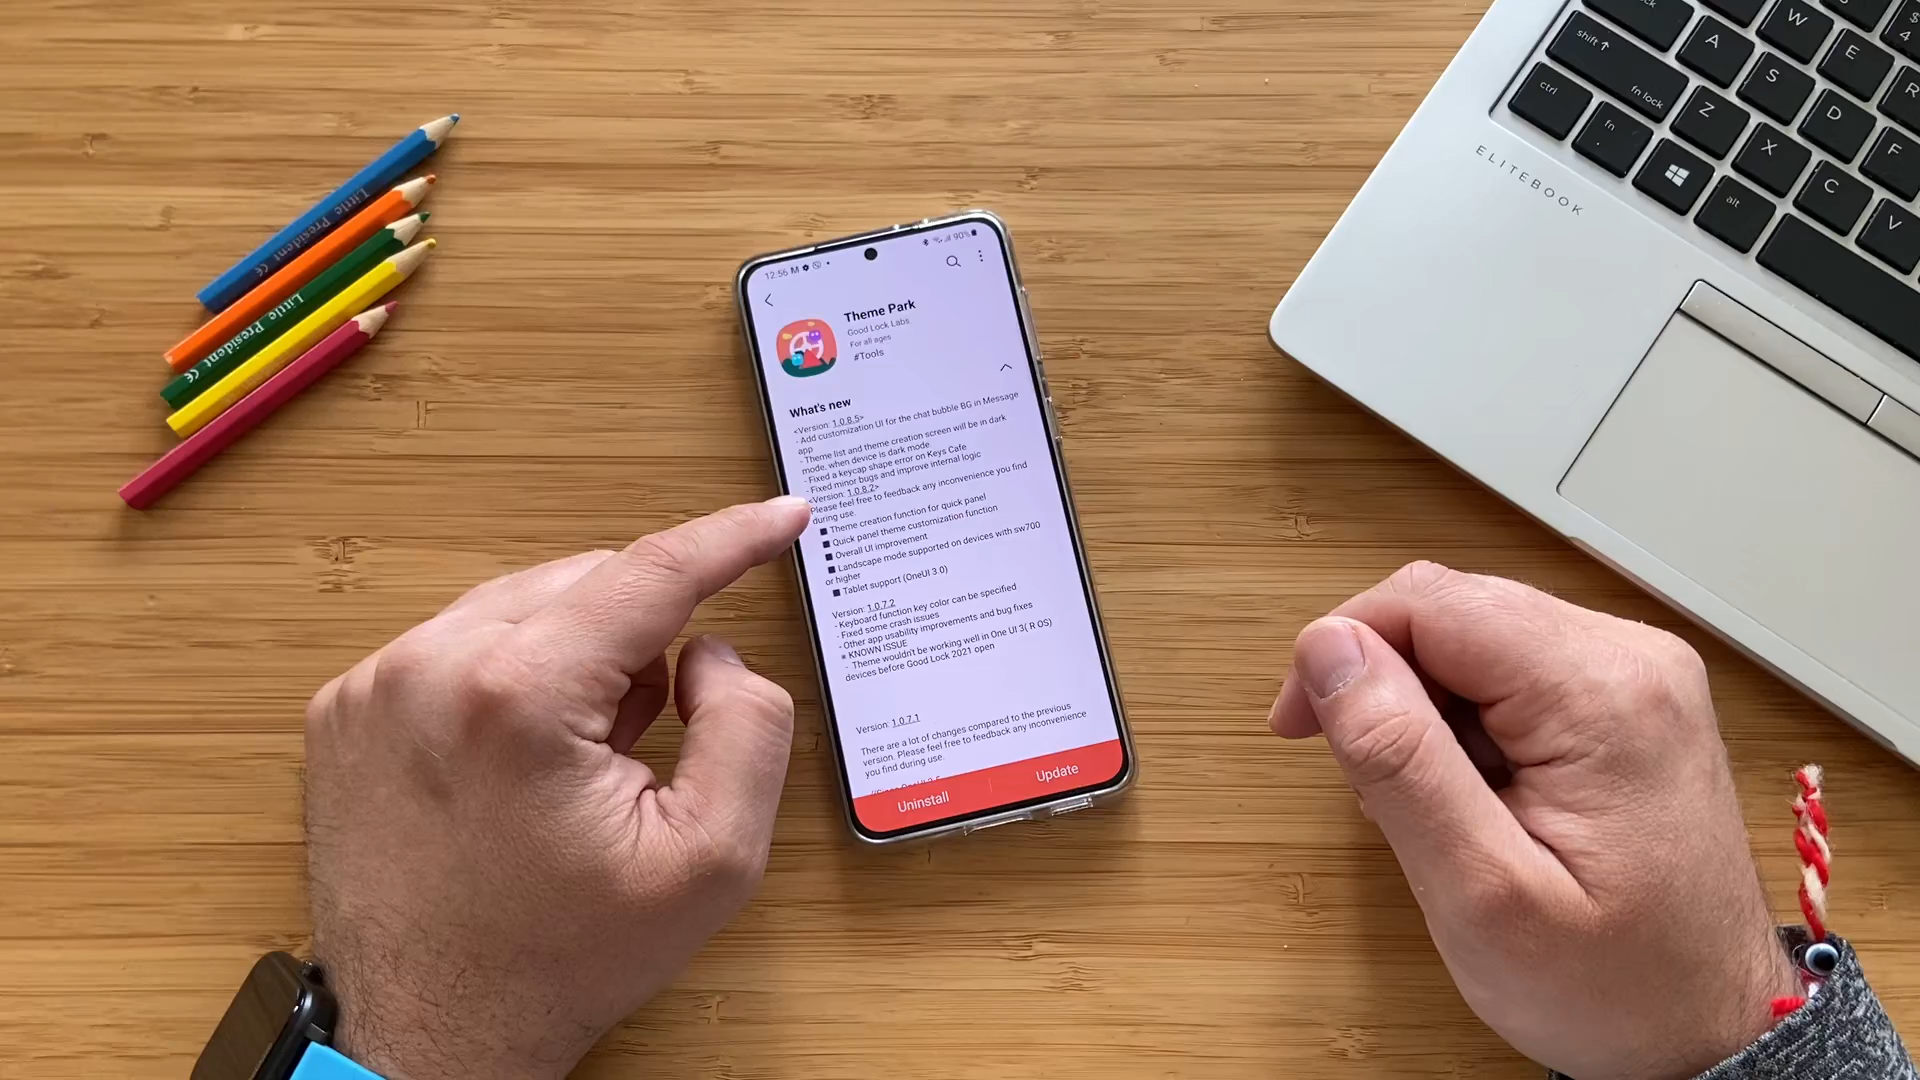 12:56 M
90%
Theme Park
Good Lock Labs
For all ages
#Tools
What's new
<Version: 1.0.8.5>
- Add customization UI for the chat bubble BG in Message
app
- Theme list and theme creation screen will be in dark
mode, when device is dark mode
- Fixed a keycap shape error on Keys Cafe
- Fixed minor bugs and improve internal logic
<Version: 1.0.8.2>
Please feel free to feedback any inconvenience you find
during use.
■ Theme creation function for quick panel
■ Quick panel theme customization function
■ Overall UI improvement
■ Landscape mode supported on devices with sw700
or higher
■ Tablet support (OneUI 3.0)
Version: 1.0.7.2
- Keyboard function key color can be specified
- Fixed some crash issues
- Other app usability improvements and bug fixes
※ KNOWN ISSUE
- Theme wouldn't be working well in One UI 3( R OS)
devices before Good Lock 2021 open
Version: 1.0.7.1
There are a lot of changes compared to the previous
version. Please feel free to feedback any inconvenience
you find during use.
Uninstall
Update
Little President
Little President
CE
CE
ELITEBOOK
W
$
4
shift
A
S
E
R
ctrl
fn lock
Z
D
F
fn
X
C
V
alt